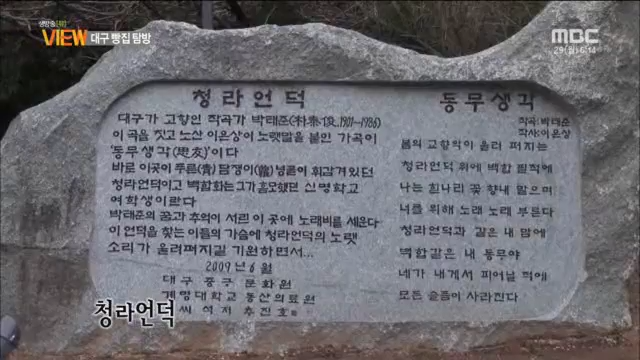 생방송
VIEW 대구 빵집 탐방
MBC
29(월) 6:14
청라언덕
대구가 고향인 작곡가 박태준(朴泰俊, 1901~1986)
이 곡을 짓고 노산 이은상이 노랫말을 붙인 가곡이
'동무생각(思友)'이다
바로 이곳이 푸른(靑) 담쟁이(蘿) 넝쿨이 휘감겨 있던
청라언덕이고 백합화는 그가 흠모했던 신명학교
여학생이란다
박태준의 꿈과 추억이 서린 이 곳에 노래비를 세운다
이 언덕을 찾는 이들의 가슴에 청라언덕의 노랫
소리가 울려퍼지길 기원하면서...
2009년 6월
대구 중구 문화원
계명대학교 동산의료원
동무생각
작곡: 박태준
작사: 이은상
봄의 교향악이 울려 퍼지는
청라언덕 위에 백합 필적에
나는 흰나리 꽃 향내 맡으며
너를 위해 노래 노래 부른다
청라언덕과 같은 내 맘에
백합같은 내 동무야
네가 내게서 피어날 적에
모든 슬픔이 사라진다
청라언덕